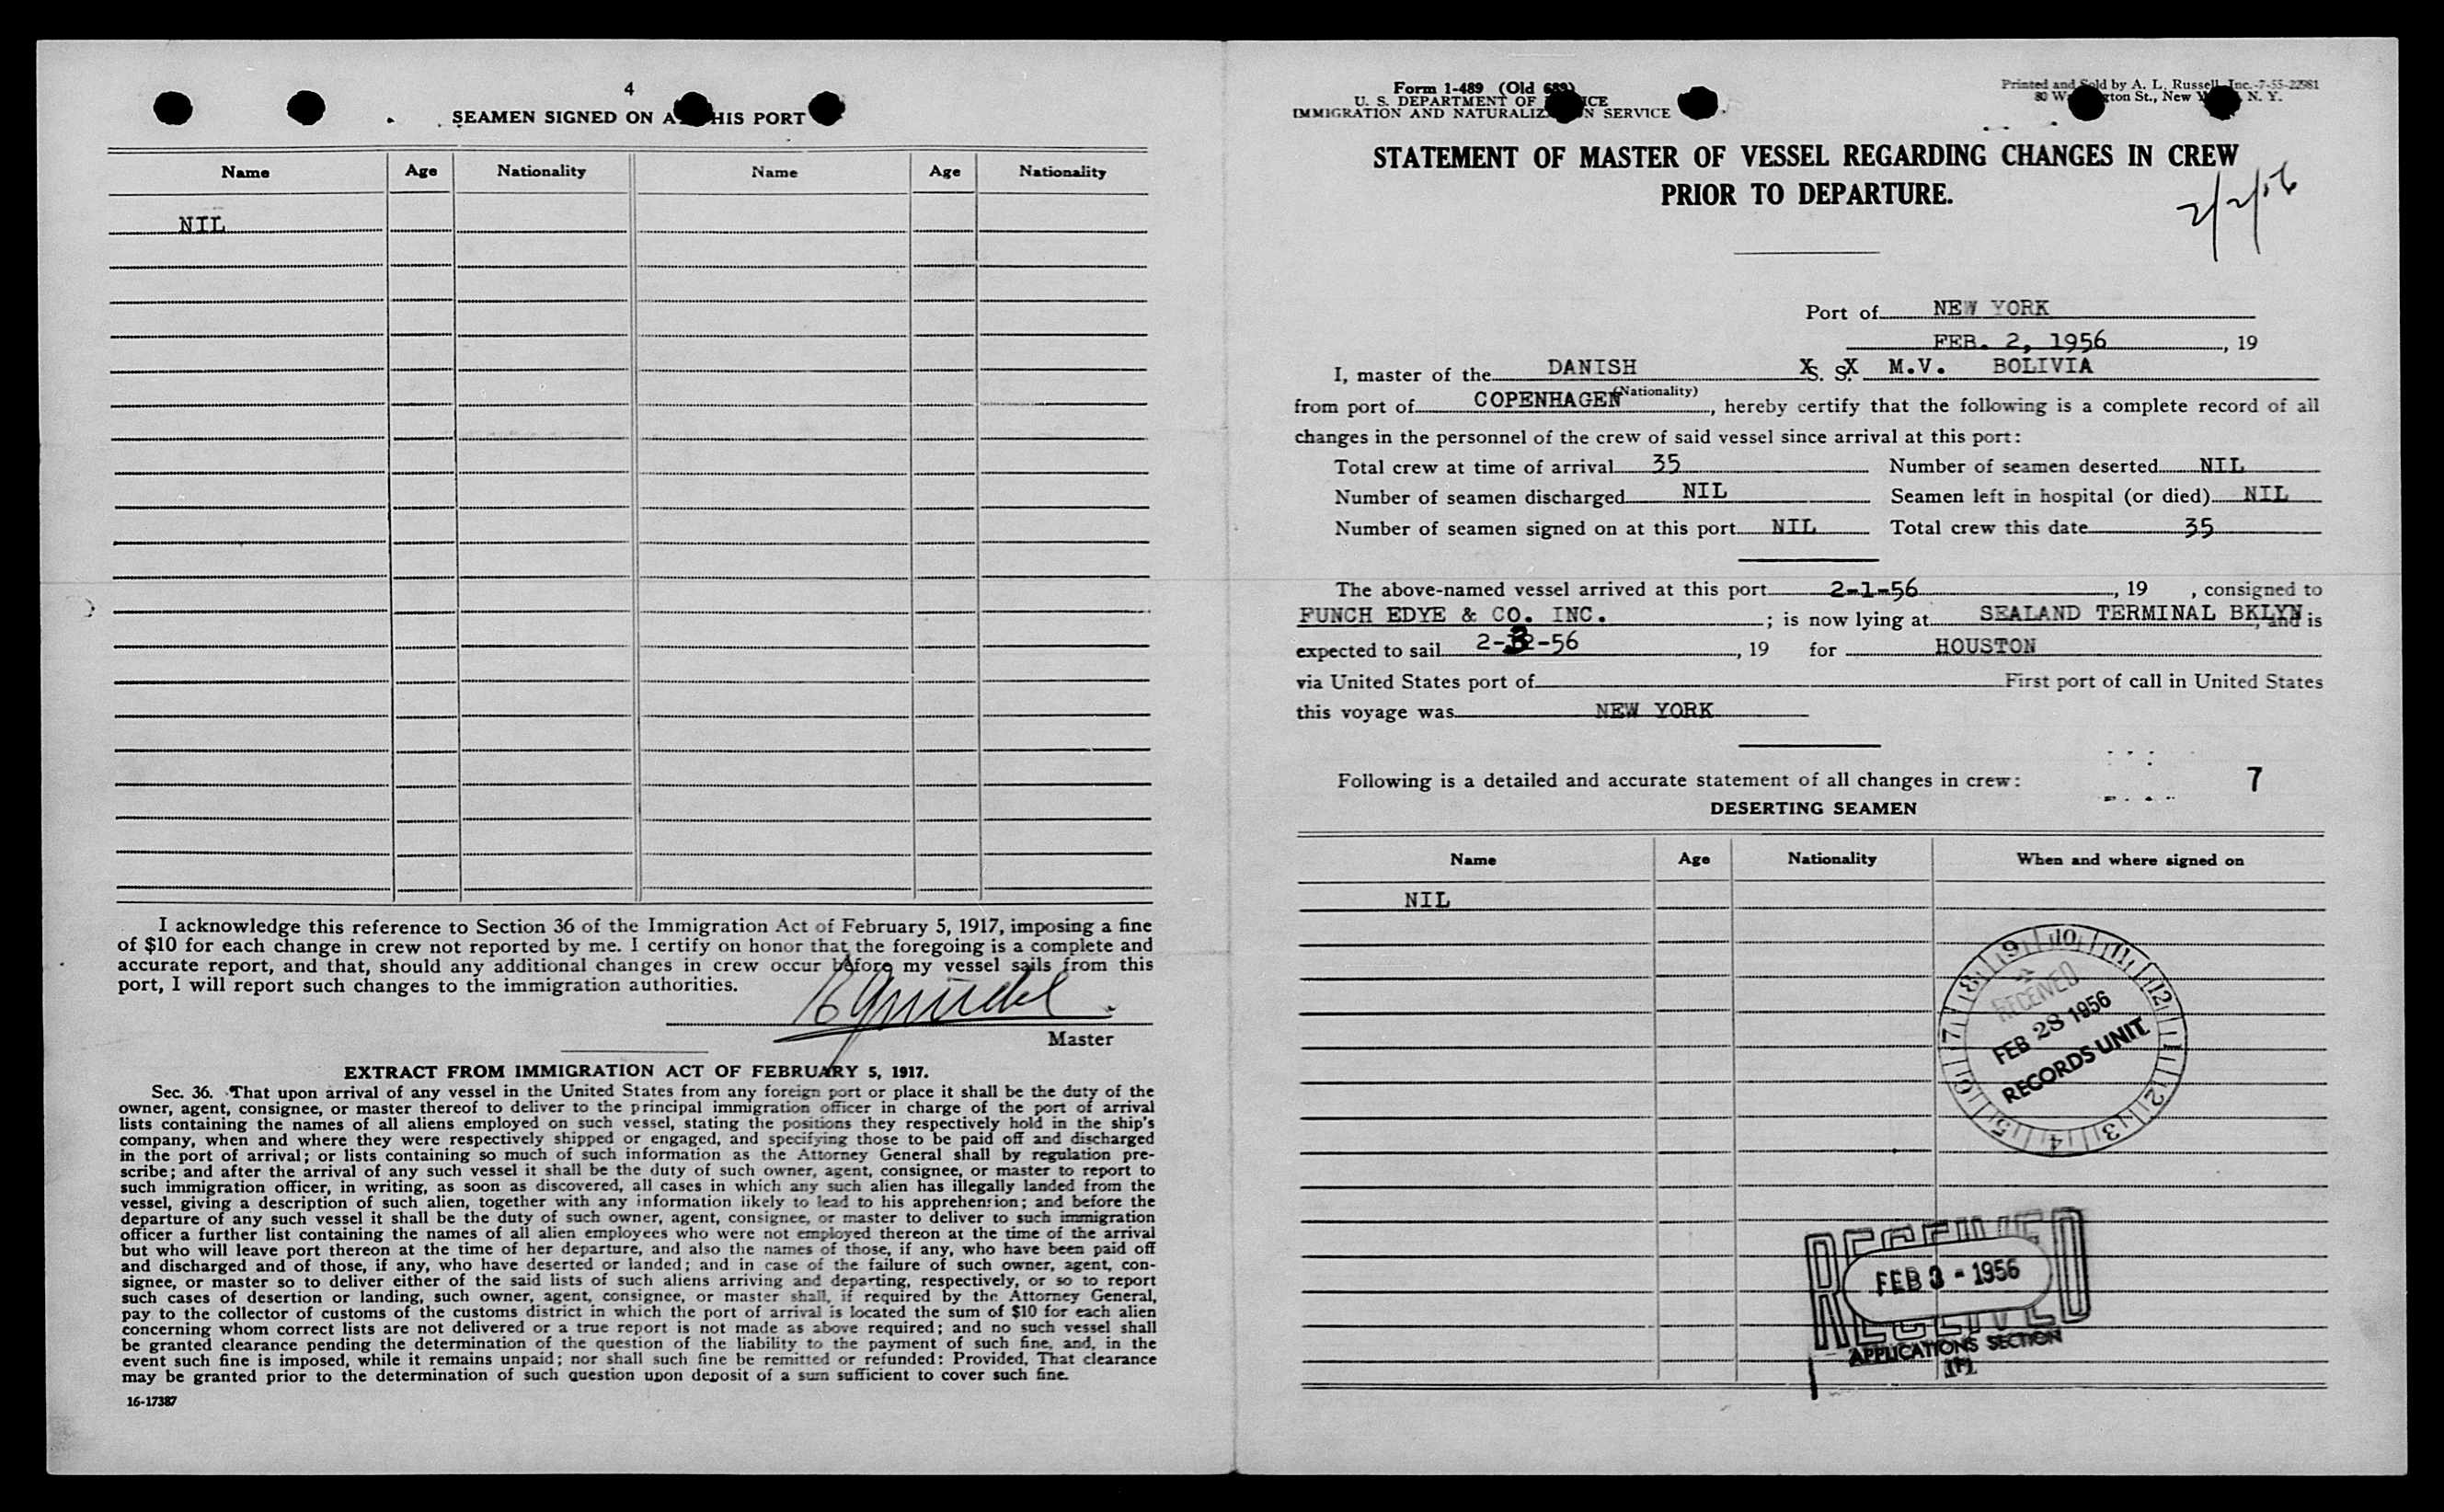 4
SEAMEN SIGNED ON AT THIS PORT
Name Age Nationality Name Age Nationality
NIL
I acknowledge this reference to Section 36 of the Immigration Act of February 5, 1917, imposing a fine
of $10 for each change in crew not reported by me. I certify on honor that the foregoing is a complete and
accurate report, and that, should any additional changes in crew occur before my vessel sails from this
port, I will report such changes to the immigration authorities.
Master
EXTRACT FROM IMMIGRATION ACT OF FEBRUARY 5, 1917.
Sec. 36. That upon arrival of any vessel in the United States from any foreign port or place it shall be the duty of the
owner, agent, consignee, or master thereof to deliver to the principal immigration officer in charge of the port of arrival
lists containing the names of all aliens employed on such vessel, stating the positions they respectively hold in the ship's
company, when and where they were respectively shipped or engaged, and specifying those to be paid off and discharged
in the port of arrival; or lists containing so much of such information as the Attorney General shall by regulation pre-
scribe; and after the arrival of any such vessel it shall be the duty of such owner, agent, consignee, or master to report to
such immigration officer, in writing, as soon as discovered, all cases in which any such alien has illegally landed from the
vessel, giving a description of such alien, together with any information likely to lead to his apprehension; and before the
departure of any such vessel it shall be the duty of such owner, agent, consignee, or master to deliver to such immigration
officer a further list containing the names of all alien employees who were not employed thereon at the time of the arrival
but who will leave port thereon at the time of her departure, and also the names of those, if any, who have been paid off
and discharged and of those, if any, who have deserted or landed; and in case of the failure of such owner, agent, con-
signee, or master so to deliver either of the said lists of such aliens arriving and departing, respectively, or so to report
such cases of desertion or landing, such owner, agent, consignee, or master shall, if required by the Attorney General,
pay to the collector of customs of the customs district in which the port of arrival is located the sum of $10 for each alien
concerning whom correct lists are not delivered or a true report is not made as above required; and no such vessel shall
be granted clearance pending the determination of the question of the liability to the payment of such fine, and, in the
event such fine is imposed, while it remains unpaid; nor shall such fine be remitted or refunded: Provided, That clearance
may be granted prior to the determination of such question upon deposit of a sum sufficient to cover such fine.
16-17387
Form 1-489 (Old 689)
U. S. DEPARTMENT OF JUSTICE
IMMIGRATION AND NATURALIZATION SERVICE
Printed and Sold by A. L. Russell, Inc.-7-55-22981
80 Washington St., New York, N. Y.
STATEMENT OF MASTER OF VESSEL REGARDING CHANGES IN CREW
PRIOR TO DEPARTURE.
2/2/56
Port of NEW YORK
FEB. 2, 1956, 19
I, master of the DANISH S. S. M.V. BOLIVIA
(Nationality)
from port of COPENHAGEN, hereby certify that the following is a complete record of all
changes in the personnel of the crew of said vessel since arrival at this port:
Total crew at time of arrival 35 Number of seamen deserted NIL
Number of seamen discharged NIL Seamen left in hospital (or died) NIL
Number of seamen signed on at this port NIL Total crew this date 35
The above-named vessel arrived at this port 2-1-56, 19 , consigned to
FUNCH EDYE & CO. INC. ; is now lying at SEALAND TERMINAL BKLYN, and is
expected to sail 2-3-56, 19 for HOUSTON
via United States port of First port of call in United States
this voyage was NEW YORK
Following is a detailed and accurate statement of all changes in crew:
7
DESERTING SEAMEN
Name Age Nationality When and where signed on
NIL
7 8 9 10 11 12 1 2 3 4 5 6
RECEIVED
FEB 28 1956
RECORDS UNIT
RECEIVED
FEB 3 - 1956
RECEIVED
APPLICATIONS SECTION